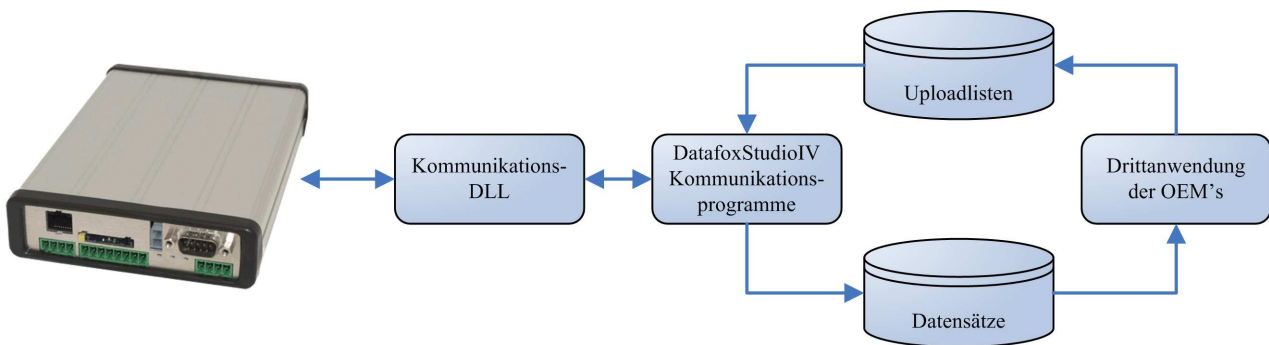 Uploadlisten
Kommunikations-
DLL
DatafoxStudioIV
Kommunikations-
programme
Drittanwendung
der OEM's
Datensätze